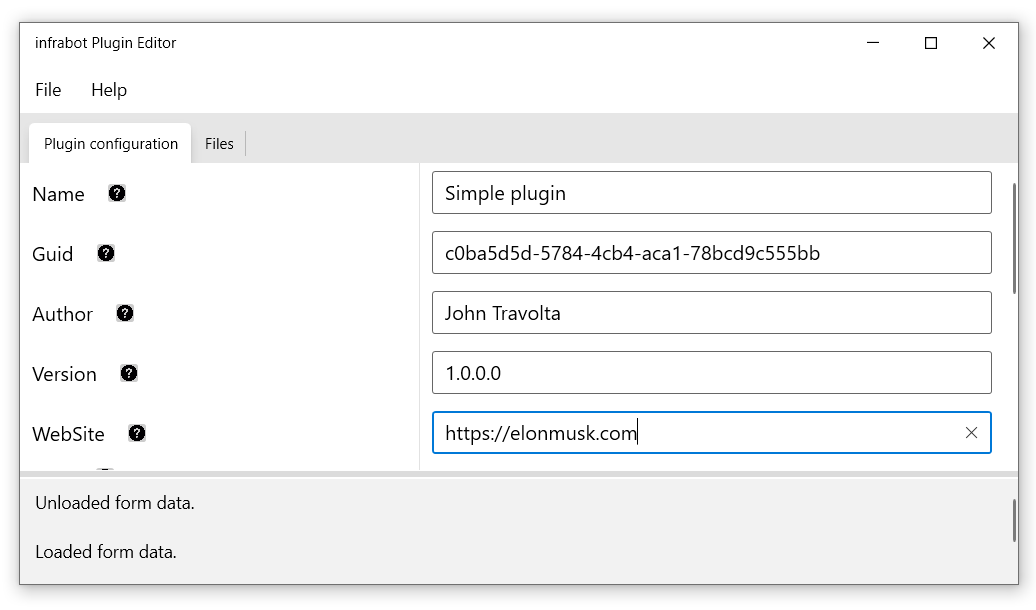 infrabot Plugin Editor
File Help
Plugin configuration Files
Name ? Simple plugin
Guid ? c0ba5d5d-5784-4cb4-aca1-78bcd9c555bb
Author ? John Travolta
Version ? 1.0.0.0
WebSite ? https://elonmusk.com
Unloaded form data.
Loaded form data.